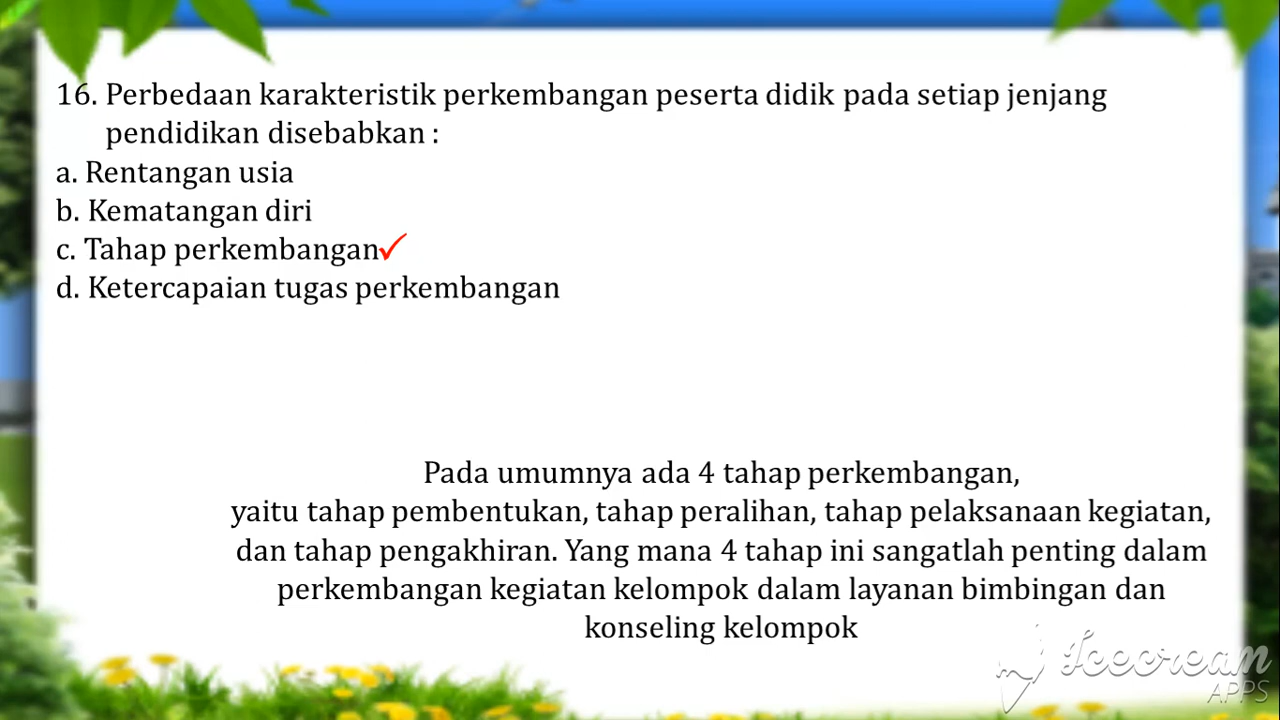 16. Perbedaan karakteristik perkembangan peserta didik pada setiap jenjang
pendidikan disebabkan :
a. Rentangan usia
b. Kematangan diri
c. Tahap perkembangan✓
d. Ketercapaian tugas perkembangan
Pada umumnya ada 4 tahap perkembangan,
yaitu tahap pembentukan, tahap peralihan, tahap pelaksanaan kegiatan,
dan tahap pengakhiran. Yang mana 4 tahap ini sangatlah penting dalam
perkembangan kegiatan kelompok dalam layanan bimbingan dan
konseling kelompok
Icecream
APPS